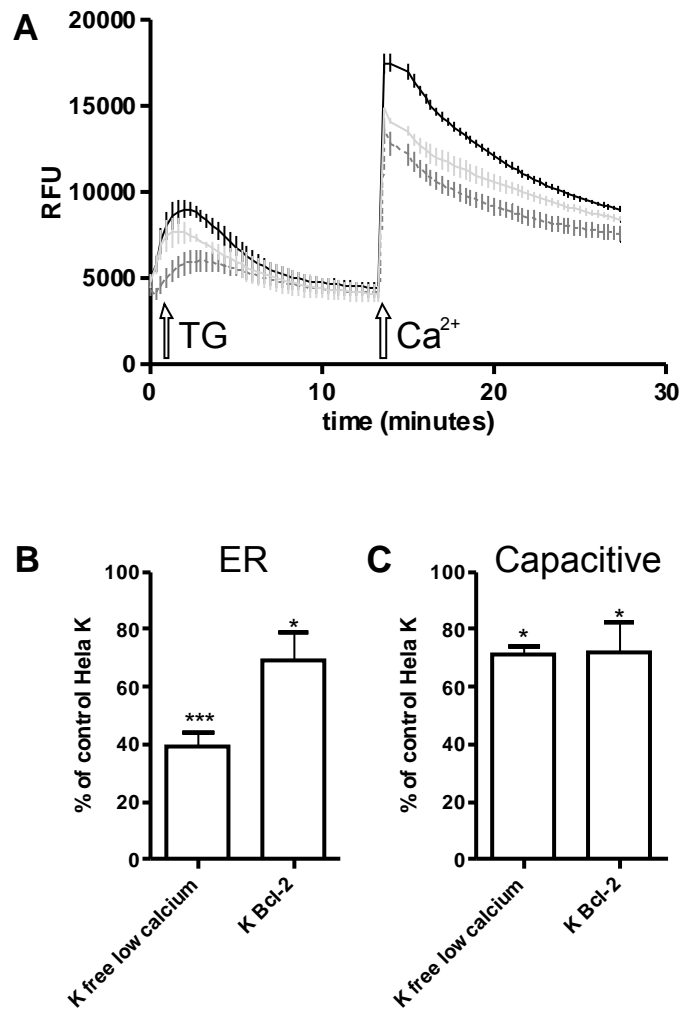 A
20000
15000
10000
5000
0
RFU
TG
Ca²⁺
0 10 20 30
time (minutes)
B ER
100
80
60
40
20
0
% of control Hela K
***
*
K free low calcium
K Bcl-2
C Capacitive
100
80
60
40
20
0
% of control Hela K
*
*
K free low calcium
K Bcl-2